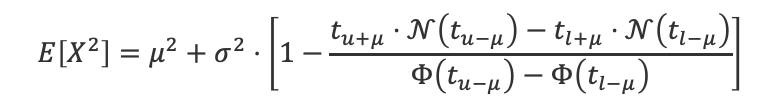 E[X²] = μ² + σ² · [1 − (t_{u+μ} · 𝒩(t_{u−μ}) − t_{l+μ} · 𝒩(t_{l−μ})) / (Φ(t_{u−μ}) − Φ(t_{l−μ}))]